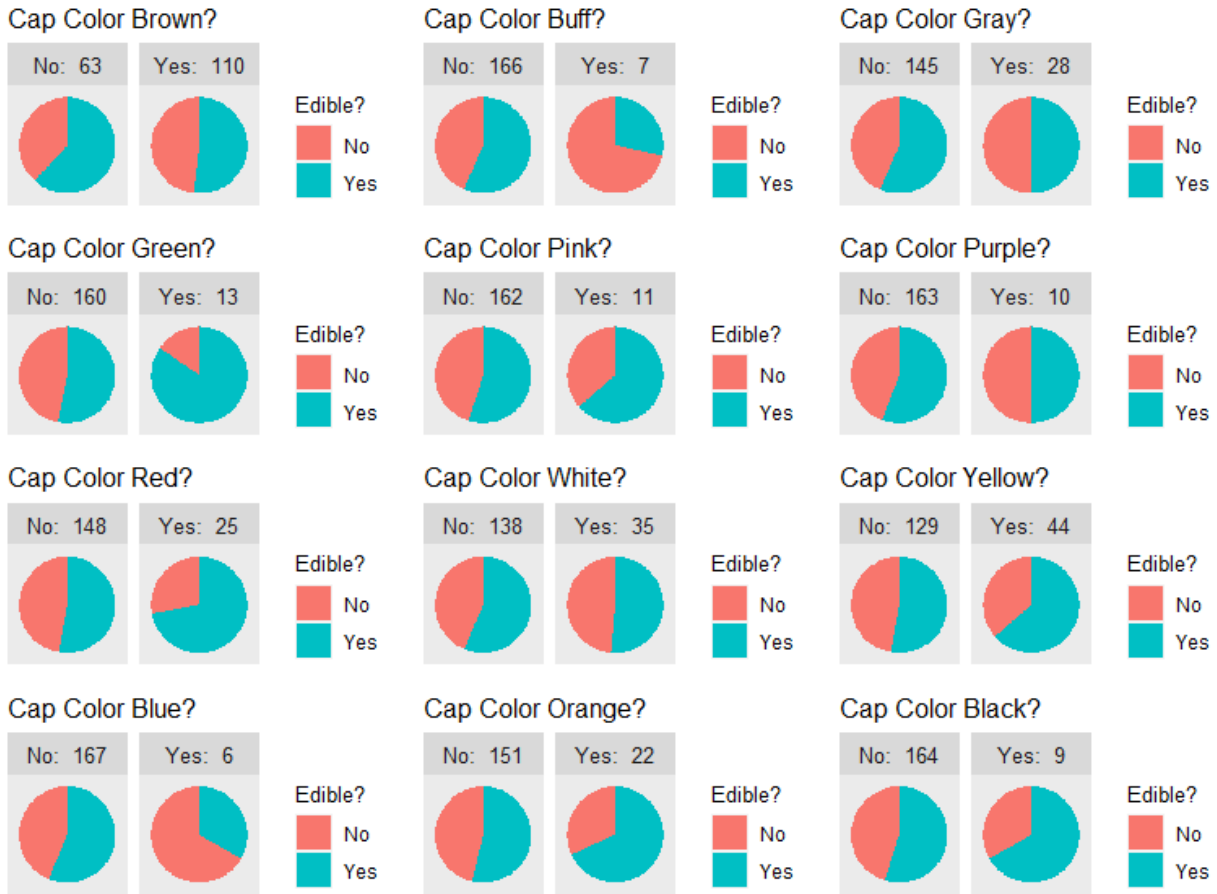 Cap Color Brown?
No: 63 Yes: 110
Edible?
No
Yes
Cap Color Buff?
No: 166 Yes: 7
Edible?
No
Yes
Cap Color Gray?
No: 145 Yes: 28
Edible?
No
Yes
Cap Color Green?
No: 160 Yes: 13
Edible?
No
Yes
Cap Color Pink?
No: 162 Yes: 11
Edible?
No
Yes
Cap Color Purple?
No: 163 Yes: 10
Edible?
No
Yes
Cap Color Red?
No: 148 Yes: 25
Edible?
No
Yes
Cap Color White?
No: 138 Yes: 35
Edible?
No
Yes
Cap Color Yellow?
No: 129 Yes: 44
Edible?
No
Yes
Cap Color Blue?
No: 167 Yes: 6
Edible?
No
Yes
Cap Color Orange?
No: 151 Yes: 22
Edible?
No
Yes
Cap Color Black?
No: 164 Yes: 9
Edible?
No
Yes